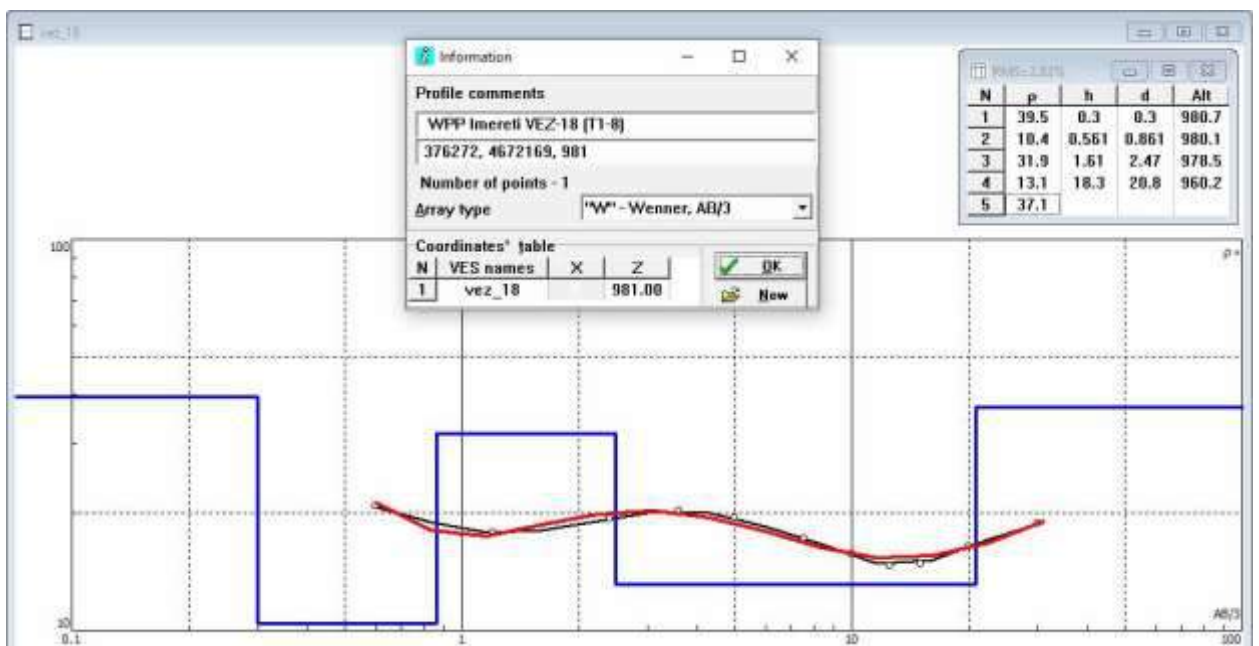 vez_18
Information
Profile comments
WPP Imereti VEZ-18 (T1-8)
376272, 4672169, 981
Number of points - 1
Array type "W" - Wenner, AB/3
Coordinates' table
N VES names X Z
1 vez_18 981.00
OK
New
N ρ h d Alt
1 39.5 0.3 0.3 980.7
2 10.4 0.561 0.861 980.1
3 31.9 1.61 2.47 978.5
4 13.1 18.3 20.8 960.2
5 37.1
100
10
0.1 1 10 100
AB/3